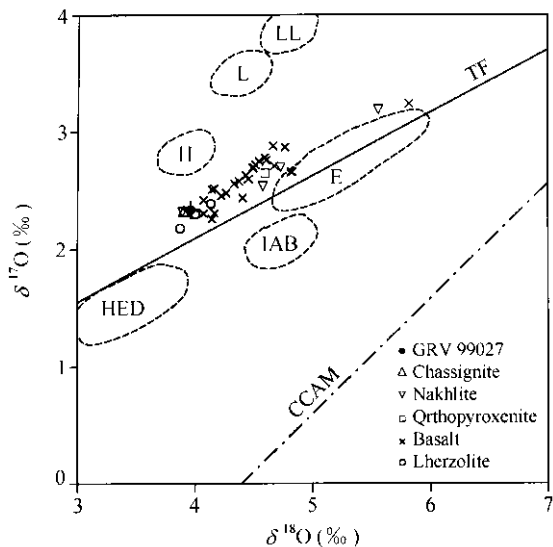 4
3
2
1
0
3
4
5
6
7
δ¹⁷O (‰)
δ¹⁸O (‰)
LL
L
H
TF
E
IAB
HED
CCAM
GRV 99027
Chassignite
Nakhlite
Qrthopyroxenite
Basalt
Lherzolite